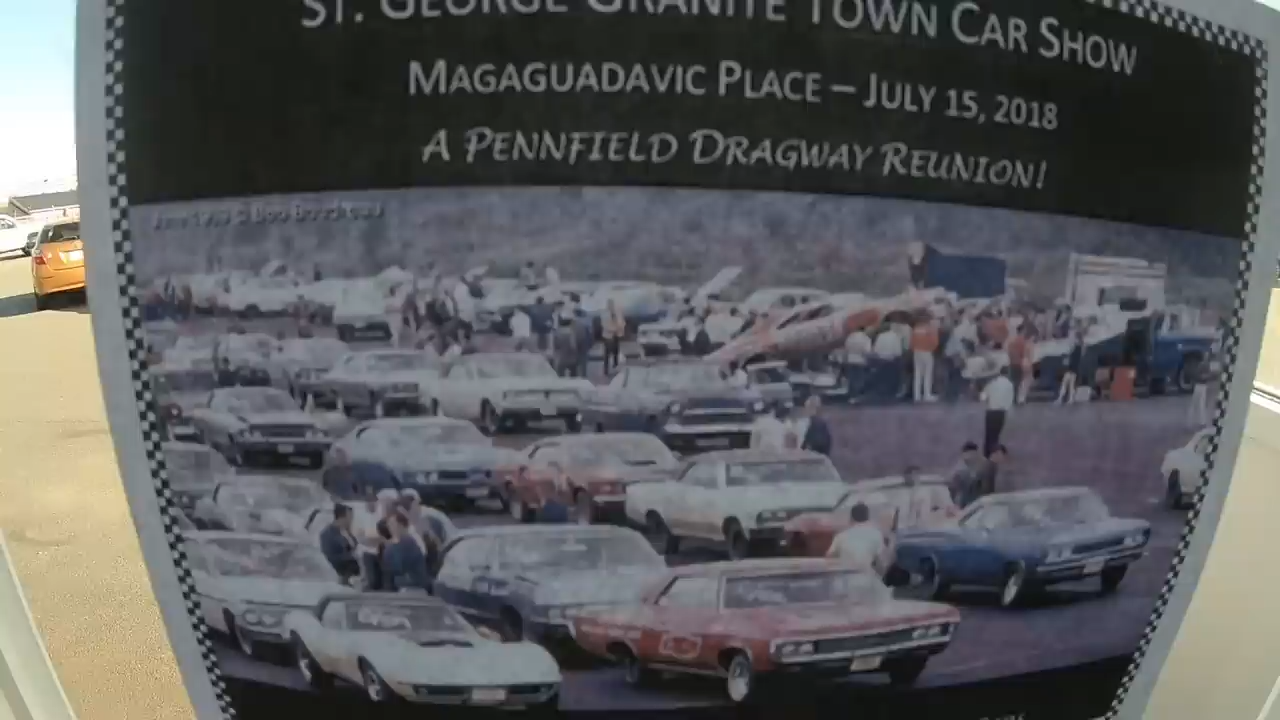 ST. GEORGE GRANITE TOWN CAR SHOW
MAGAGUADAVIC PLACE – JULY 15, 2018
A PENNFIELD DRAGWAY REUNION!